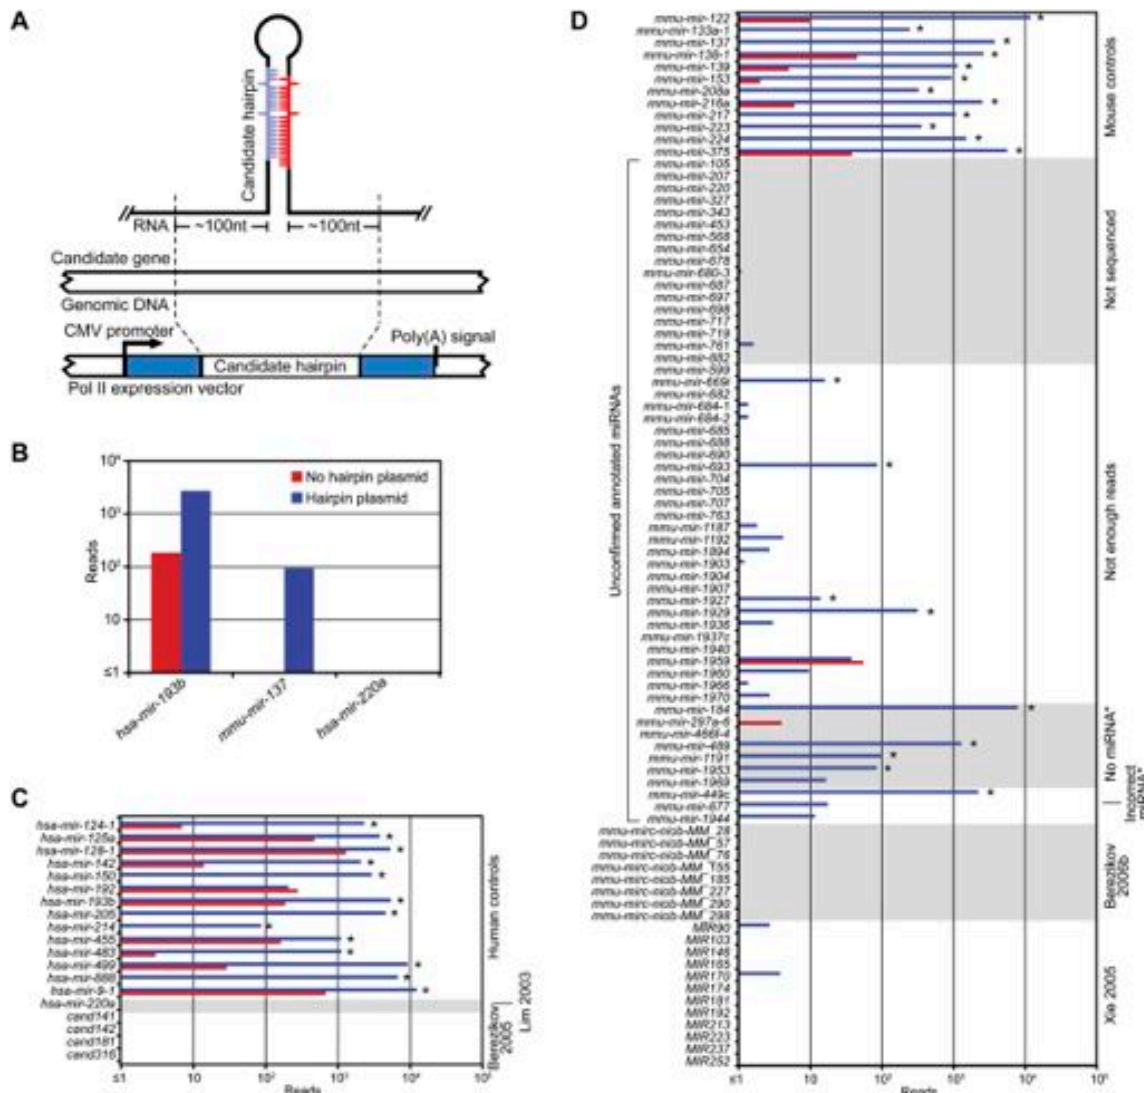 A
Candidate hairpin
RNA
~100nt
~100nt
Candidate gene
Genomic DNA
CMV promoter
Poly(A) signal
Candidate hairpin
Pol II expression vector
B
No hairpin plasmid
Hairpin plasmid
Reads
10
≤1
hsa-mir-193b
mmu-mir-137
hsa-mir-220a
C
hsa-mir-124-1
hsa-mir-125a
hsa-mir-128-1
hsa-mir-142
hsa-mir-150
hsa-mir-192
hsa-mir-193b
hsa-mir-205
hsa-mir-214
hsa-mir-455
hsa-mir-483
hsa-mir-499
hsa-mir-888
hsa-mir-9-1
hsa-mir-220a
cand141
cand142
cand181
cand316
Human controls
Lim 2003
Berezikov
2005
≤1
10
10²
10³
10⁴
10⁵
Reads
D
mmu-mir-122
mmu-mir-133a-1
mmu-mir-137
mmu-mir-138-1
mmu-mir-139
mmu-mir-153
mmu-mir-208a
mmu-mir-216a
mmu-mir-217
mmu-mir-223
mmu-mir-224
mmu-mir-375
mmu-mir-105
mmu-mir-207
mmu-mir-220
mmu-mir-327
mmu-mir-343
mmu-mir-453
mmu-mir-568
mmu-mir-654
mmu-mir-678
mmu-mir-680-3
mmu-mir-687
mmu-mir-697
mmu-mir-698
mmu-mir-717
mmu-mir-719
mmu-mir-761
mmu-mir-882
mmu-mir-599
mmu-mir-669i
mmu-mir-682
mmu-mir-684-1
mmu-mir-684-2
mmu-mir-685
mmu-mir-688
mmu-mir-690
mmu-mir-693
mmu-mir-704
mmu-mir-705
mmu-mir-707
mmu-mir-763
mmu-mir-1187
mmu-mir-1192
mmu-mir-1894
mmu-mir-1903
mmu-mir-1904
mmu-mir-1907
mmu-mir-1927
mmu-mir-1929
mmu-mir-1936
mmu-mir-1937c
mmu-mir-1940
mmu-mir-1959
mmu-mir-1960
mmu-mir-1966
mmu-mir-1970
mmu-mir-184
mmu-mir-297a-6
mmu-mir-489
mmu-mir-1191
mmu-mir-1953
mmu-mir-1969
mmu-mir-449c
mmu-mir-677
mmu-mir-1944
mmu-mirc-niob-MM_28
mmu-mirc-niob-MM_57
mmu-mirc-niob-MM_76
mmu-mirc-niob-MM_155
mmu-mirc-niob-MM_185
mmu-mirc-niob-MM_227
mmu-mirc-niob-MM_290
mmu-mirc-niob-MM_298
MIR90
MIR103
MIR146
MIR165
MIR170
MIR174
MIR181
MIR192
MIR213
MIR223
MIR237
MIR252
Unconfirmed annotated miRNAs
Mouse controls
Not sequenced
Not enough reads
No miRNA*
Incorrect
miRNA*
Berezikov
2006b
Xie 2005
≤1
10
10²
10³
10⁴
10⁵
Reads